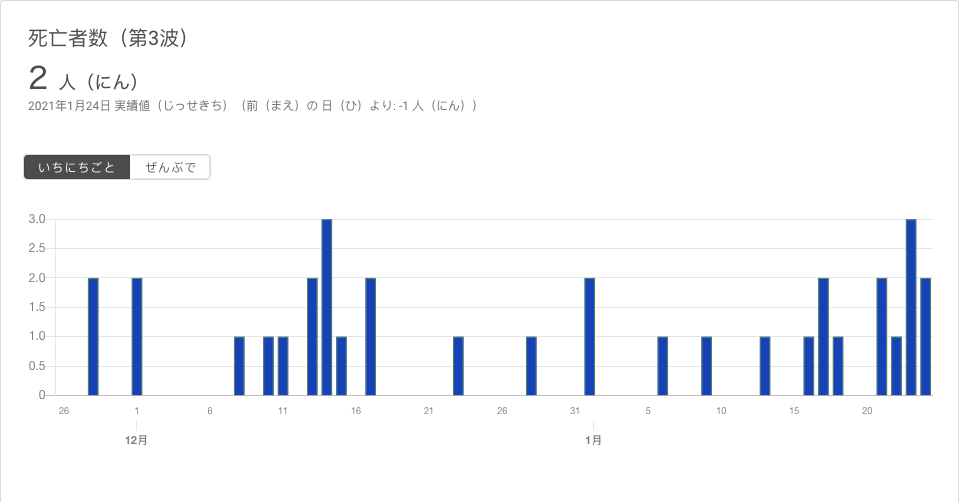 死亡者数（第3波）
2 人（にん）
2021年1月24日 実績値（じっせきち）（前（まえ）の 日（ひ）より: -1 人（にん））
いちにちごと ぜんぶで
3.0
2.5
2.0
1.5
1.0
0.5
0
26 1 6 11 16 21 26 31 5 10 15 20
12月 1月